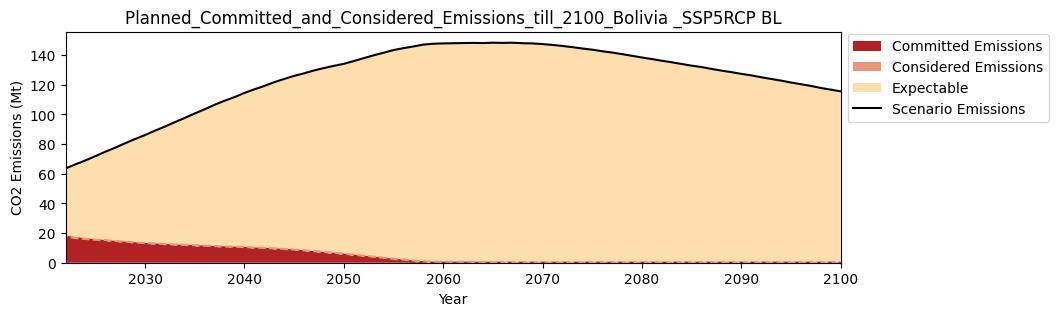 Planned_Committed_and_Considered_Emissions_till_2100_Bolivia _SSP5RCP BL
CO2 Emissions (Mt)
140
120
100
80
60
40
20
0
2030
2040
2050
2060
2070
2080
2090
2100
Year
Committed Emissions
Considered Emissions
Expectable
Scenario Emissions